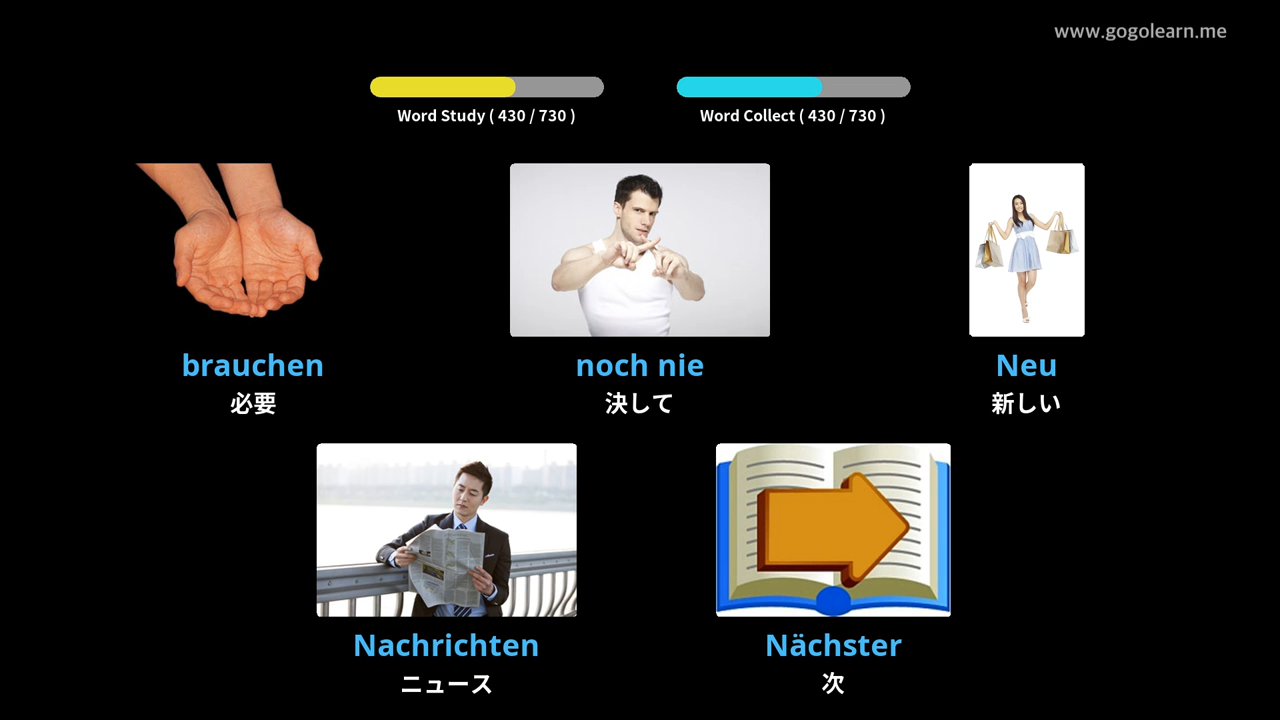 www.gogolearn.me
Word Study ( 430 / 730 )
Word Collect ( 430 / 730 )
brauchen
必要
noch nie
決して
Neu
新しい
Nachrichten
ニュース
Nächster
次